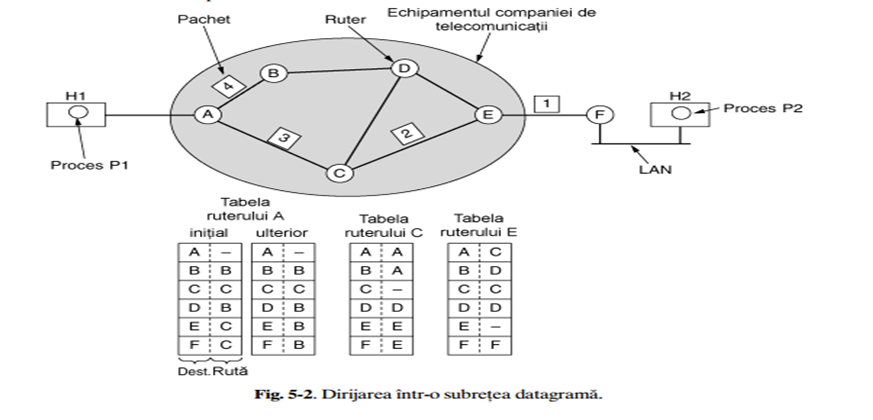 Pachet
Ruter
Echipamentul companiei de
telecomunicații
H1
Proces P1
A
B
C
D
E
F
4
3
2
1
H2
Proces P2
LAN
Tabela
ruterului A
inițial ulterior
A – A –
B B B B
C C C C
D B D B
E C E B
F C F B
Dest. Rută
Tabela
ruterului C
A A
B A
C –
D D
E E
F E
Tabela
ruterului E
A C
B D
C C
D D
E –
F F
Fig. 5-2. Dirijarea într-o subrețea datagramă.